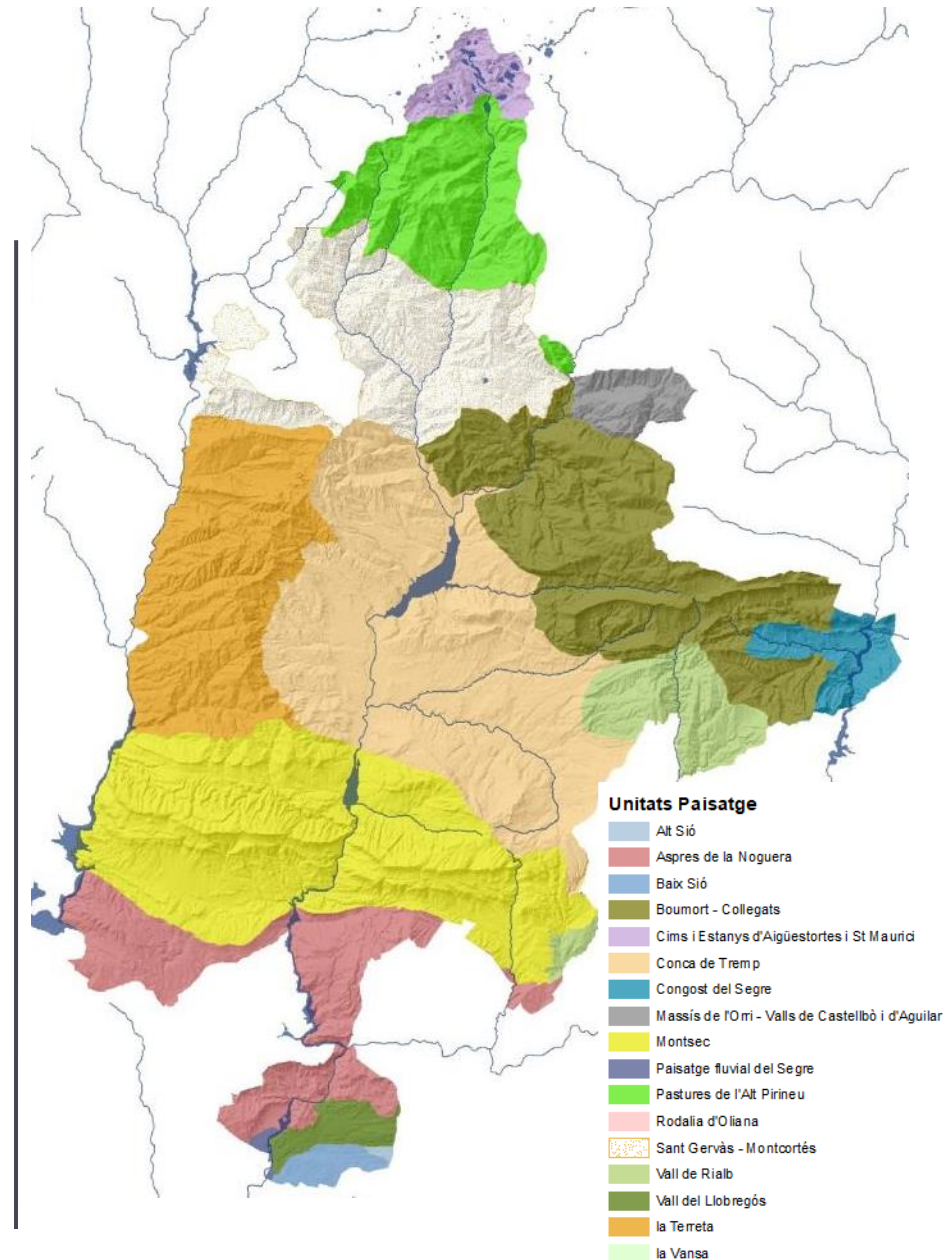 Unitats Paisatge
Alt Sió
Aspres de la Noguera
Baix Sió
Boumort - Collegats
Cims i Estanys d'Aigüestortes i St Maurici
Conca de Tremp
Congost del Segre
Massís de l'Orri - Valls de Castellbò i d'Aguilar
Montsec
Paisatge fluvial del Segre
Pastures de l'Alt Pirineu
Rodalia d'Oliana
Sant Gervàs - Montcortés
Vall de Rialb
Vall del Llobregós
la Terreta
la Vansa